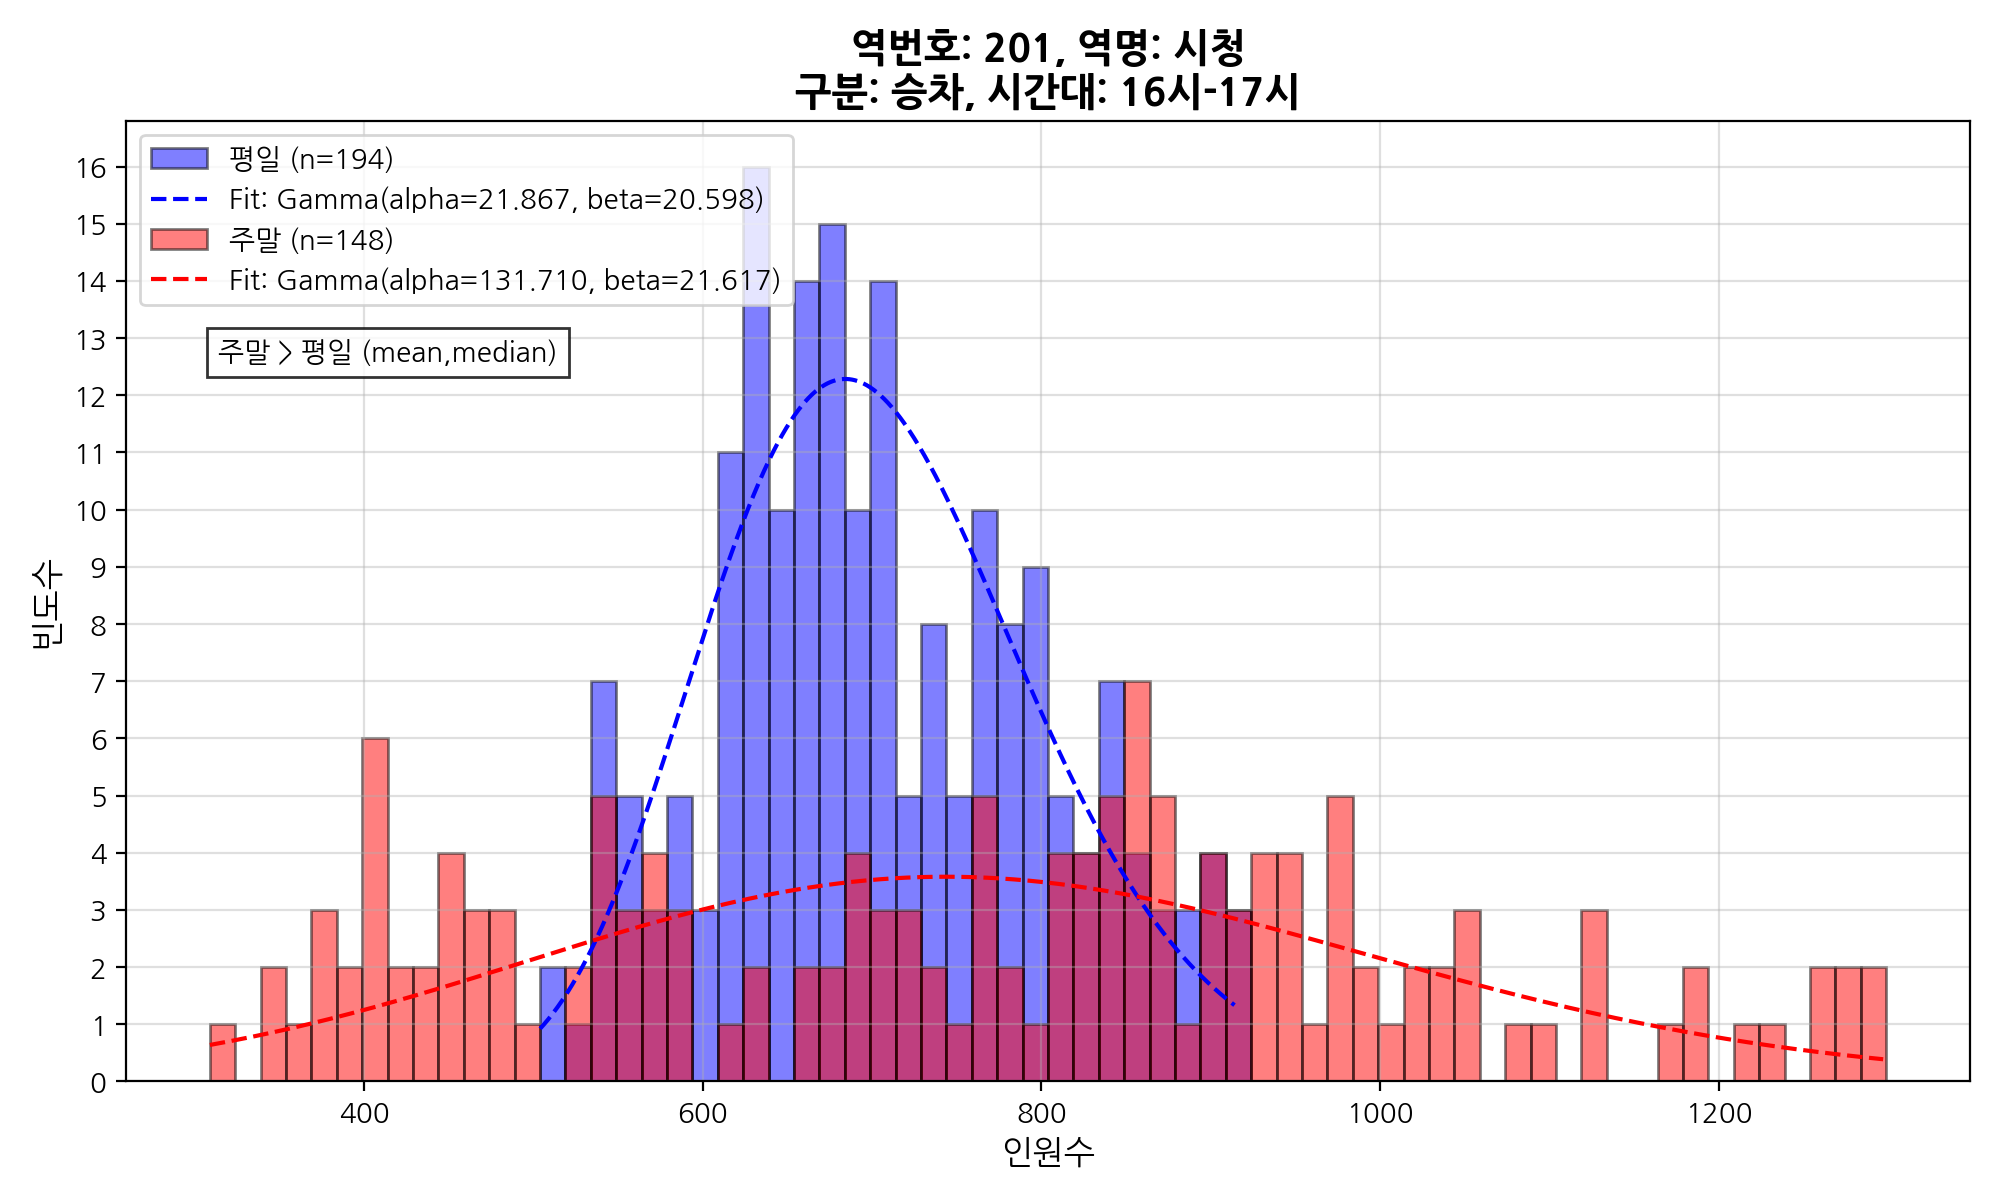 역번호: 201, 역명: 시청
구분: 승차, 시간대: 16시-17시
평일 (n=194)
Fit: Gamma(alpha=21.867, beta=20.598)
주말 (n=148)
Fit: Gamma(alpha=131.710, beta=21.617)
주말 > 평일 (mean,median)
빈도수
16
15
14
13
12
11
10
9
8
7
6
5
4
3
2
1
0
400 600 800 1000 1200
인원수